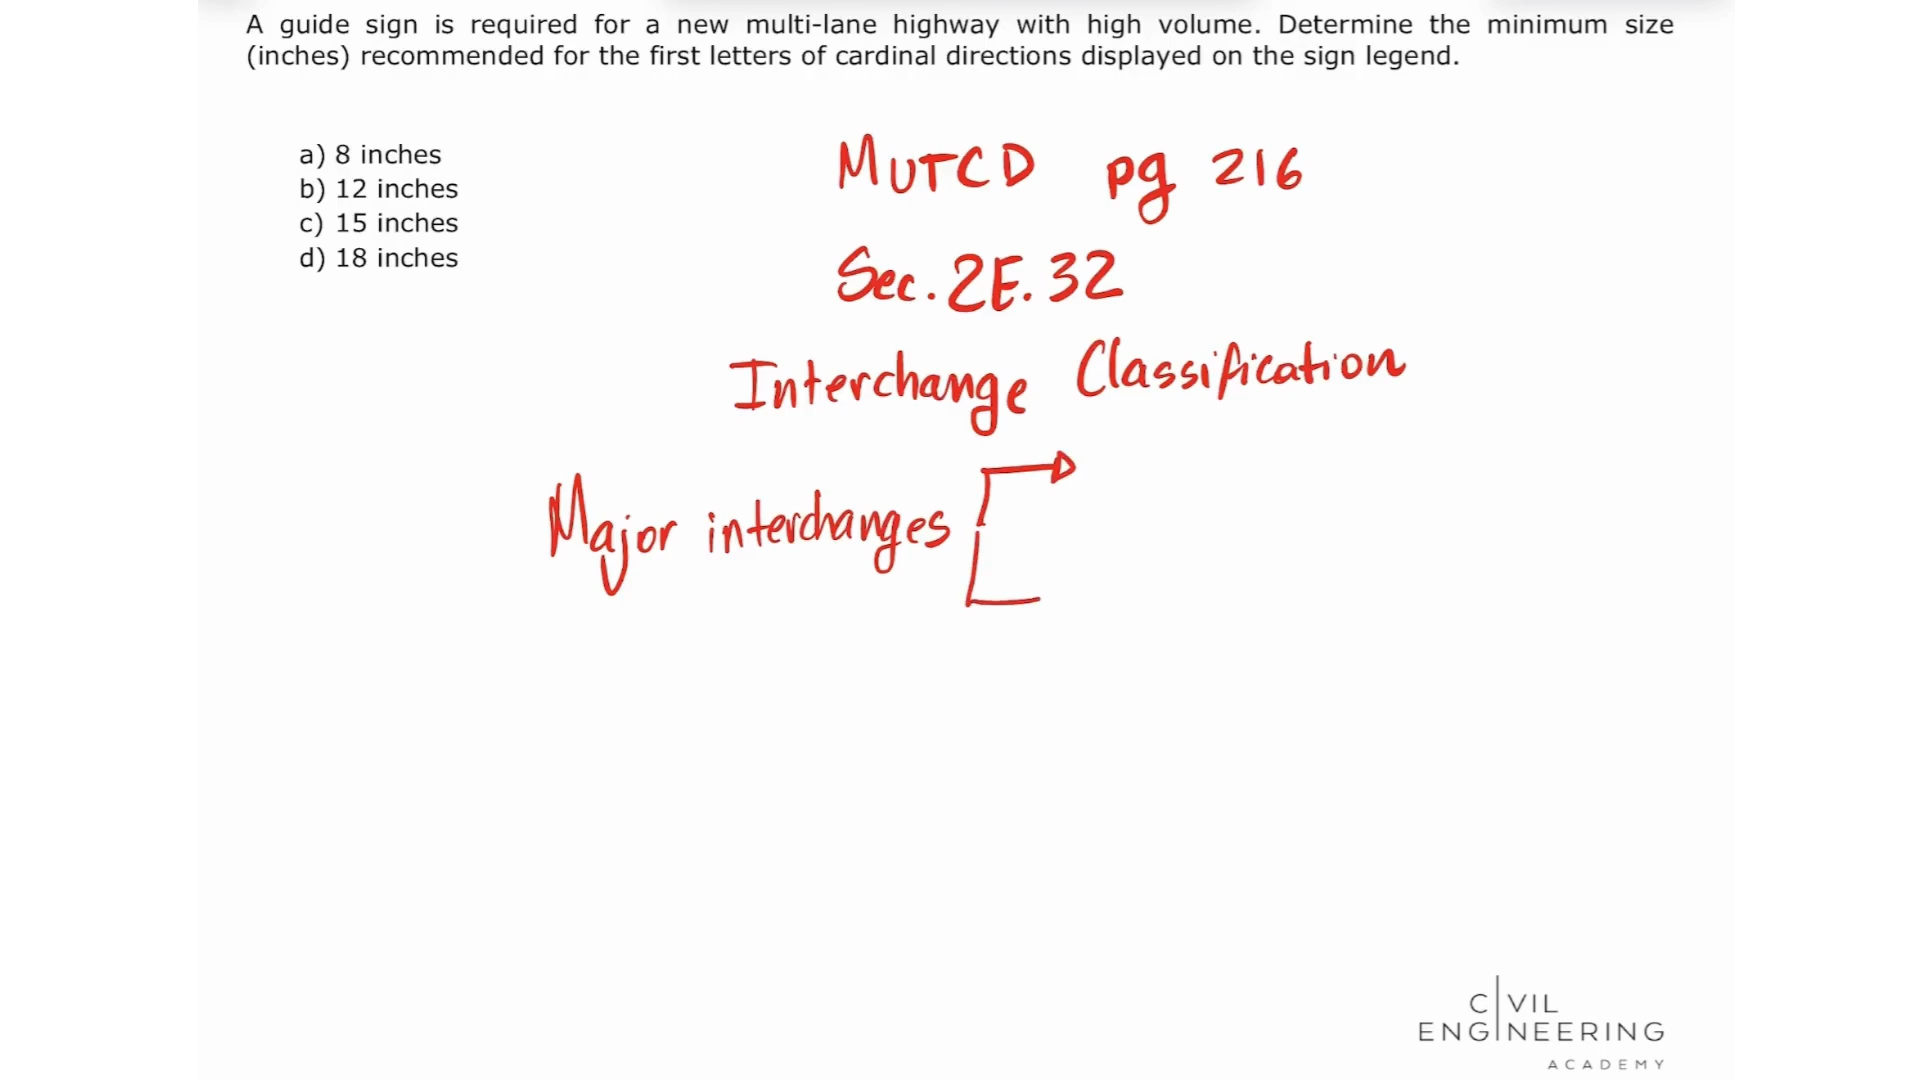 A guide sign is required for a new multi-lane highway with high volume. Determine the minimum size
(inches) recommended for the first letters of cardinal directions displayed on the sign legend.
a) 8 inches
b) 12 inches
c) 15 inches
d) 18 inches
MUTCD pg 216
Sec. 2E.32
Interchange Classification
Major interchanges
CIVIL
ENGINEERING
ACADEMY